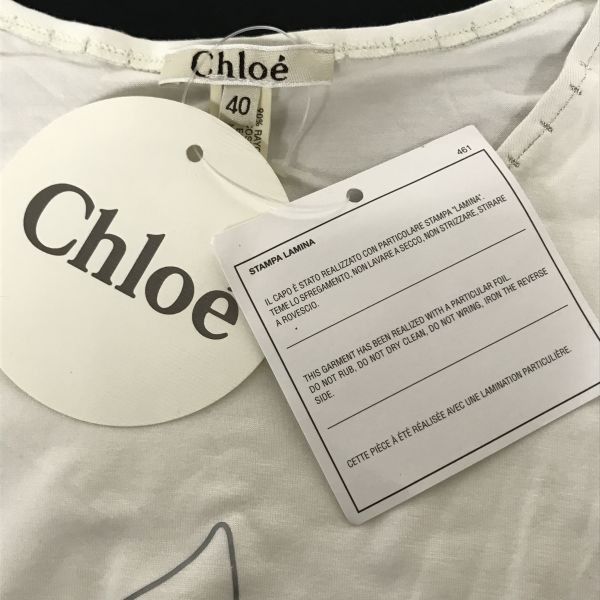 Chloé
40
90% RAYO
Chloé
461
STAMPA LAMINA
IL CAPO È STATO REALIZZATO CON PARTICOLARE STAMPA "LAMINA".
TEME LO SFREGAMENTO, NON LAVARE A SECCO, NON STRIZZARE, STIRARE
A ROVESCIO.
THIS GARMENT HAS BEEN REALIZED WITH A PARTICULAR FOIL.
DO NOT RUB, DO NOT DRY CLEAN, DO NOT WRING, IRON THE REVERSE
SIDE.
CETTE PIÈCE À ÉTÉ RÉALISÉE AVEC UNE LAMINATION PARTICULIÈRE.